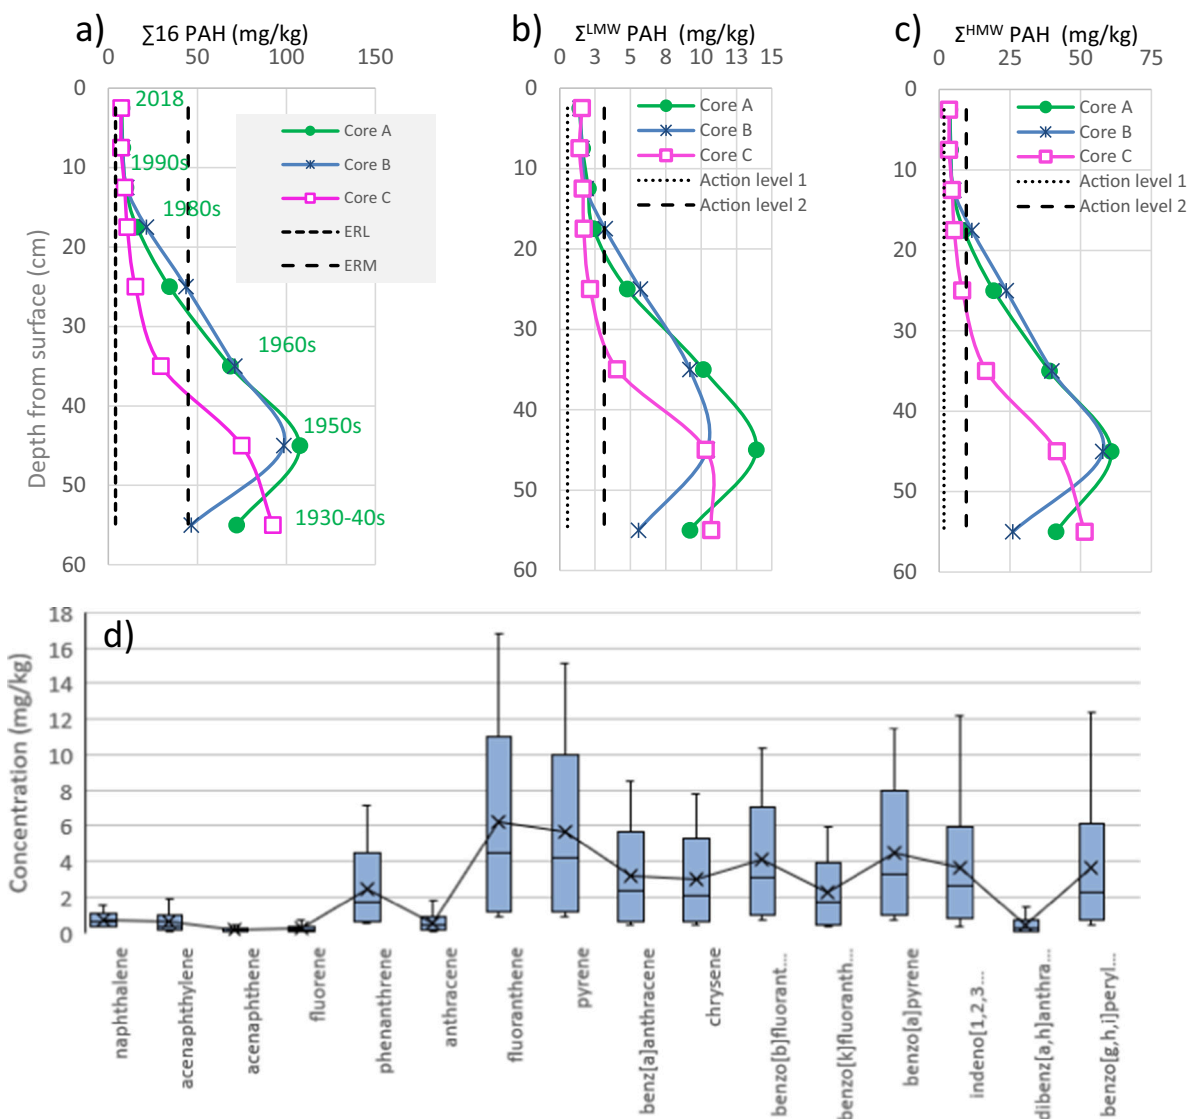 a) ∑16 PAH (mg/kg)
0 50 100 150
0
10
20
30
40
50
60
Depth from surface (cm)
2018
1990s
1980s
1960s
1950s
1930-40s
Core A
Core B
Core C
ERL
ERM
b) Σᴸᴹᵂ PAH (mg/kg)
0 3 5 8 10 13 15
0
10
20
30
40
50
60
Core A
Core B
Core C
Action level 1
Action level 2
c) Σᴴᴹᵂ PAH (mg/kg)
0 25 50 75
0
10
20
30
40
50
60
Core A
Core B
Core C
Action level 1
Action level 2
d)
Concentration (mg/kg)
18
16
14
12
10
8
6
4
2
0
naphthalene
acenaphthylene
acenaphthene
fluorene
phenanthrene
anthracene
fluoranthene
pyrene
benz[a]anthracene
chrysene
benzo[b]fluorant...
benzo[k]fluoranth...
benzo[a]pyrene
indeno[1,2,3...
dibenz[a,h]anthra...
benzo[g,h,i]peryl...